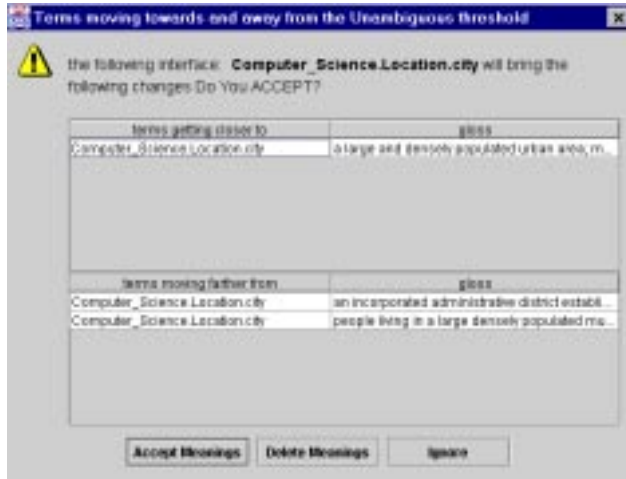 Terms moving towards and away from the Unambiguous threshold
the following interface: Computer_Science.Location.city will bring the
following changes Do You ACCEPT?
terms getting closer to gloss
Computer_Science.Location.city a large and densely populated urban area, m...
terms moving farther from gloss
Computer_Science.Location.city an incorporated administrative district establi...
Computer_Science.Location.city people living in a large densely populated mu...
Accept Meanings Delete Meanings Ignore